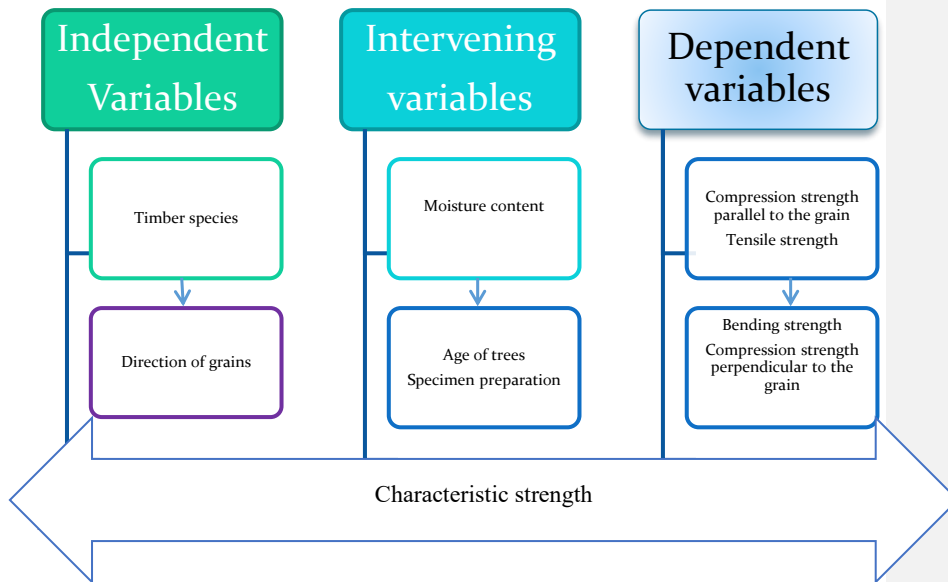 Independent
Variables
Timber species
Direction of grains
Intervening
variables
Moisture content
Age of trees
Specimen preparation
Dependent
variables
Compression strength
parallel to the grain
Tensile strength
Bending strength
Compression strength
perpendicular to the
grain
Characteristic strength